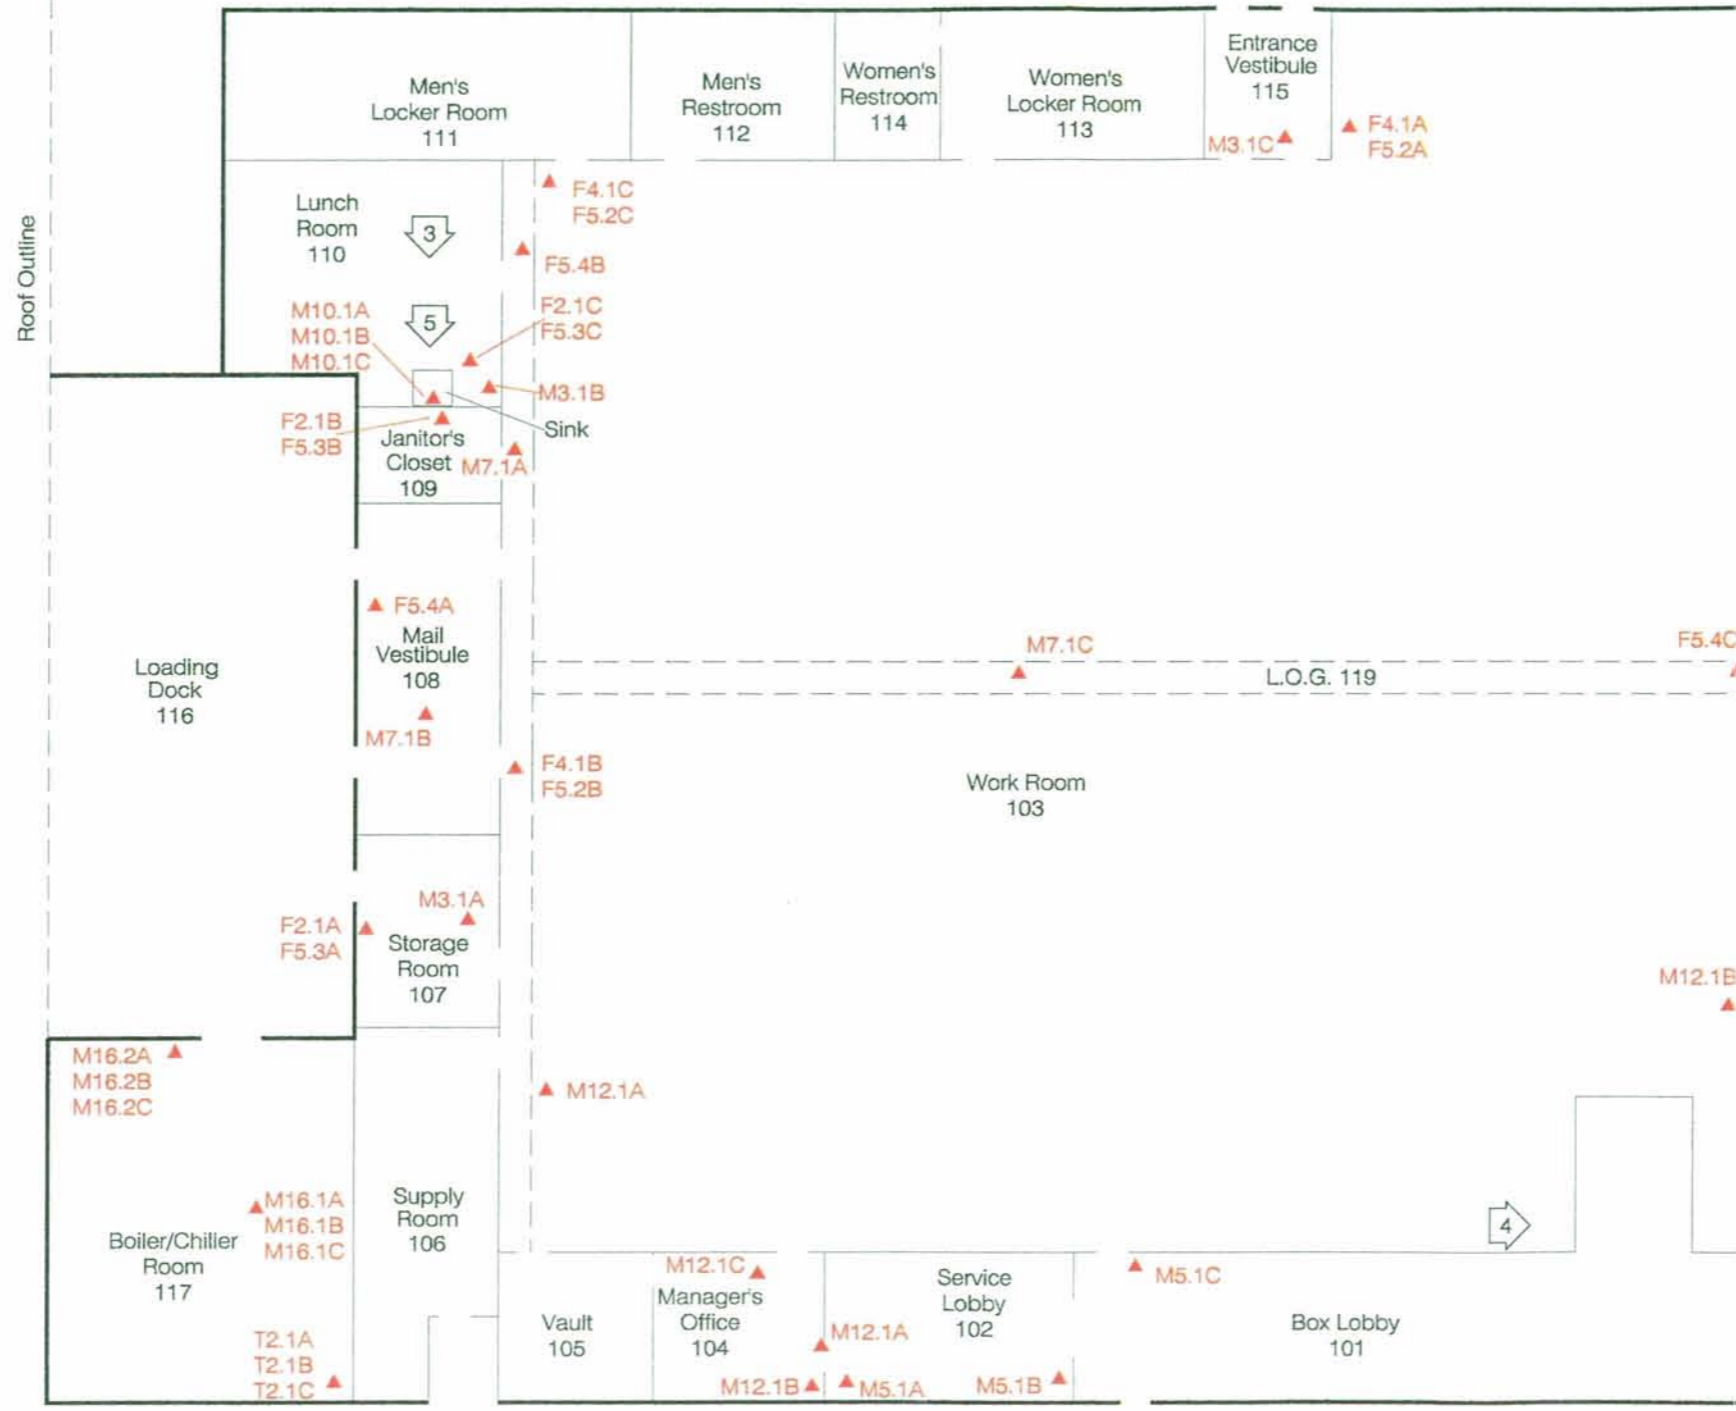 Men's
Locker Room
111
Men's
Restroom
112
Women's
Restroom
114
Women's
Locker Room
113
Entrance
Vestibule
115
M3.1C
F4.1A
F5.2A
Roof Outline
Lunch
Room
110
3
5
F4.1C
F5.2C
F5.4B
F2.1C
F5.3C
M10.1A
M10.1B
M10.1C
M3.1B
Sink
F2.1B
F5.3B
Janitor's
Closet
109
M7.1A
F5.4A
Mail
Vestibule
108
M7.1B
Loading
Dock
116
M7.1C
F5.4C
L.O.G. 119
F4.1B
F5.2B
Work Room
103
M3.1A
F2.1A
F5.3A
Storage
Room
107
M12.1B
M16.2A
M16.2B
M16.2C
M12.1A
M16.1A
M16.1B
M16.1C
Supply
Room
106
Boiler/Chiller
Room
117
4
T2.1A
T2.1B
T2.1C
Vault
105
M12.1C
Manager's
Office
104
M12.1A
M12.1B
Service
Lobby
102
M5.1A
M5.1B
M5.1C
Box Lobby
101